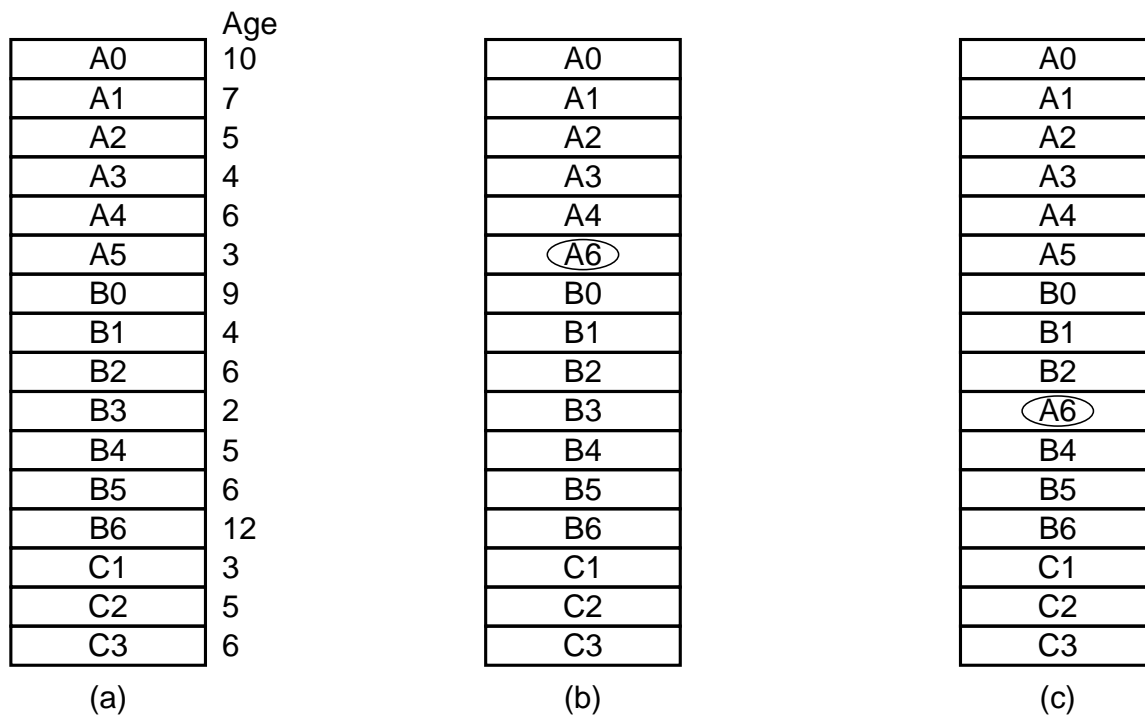 Age
A0 10 A0 A0
A1 7 A1 A1
A2 5 A2 A2
A3 4 A3 A3
A4 6 A4 A4
A5 3 A6 A5
B0 9 B0 B0
B1 4 B1 B1
B2 6 B2 B2
B3 2 B3 A6
B4 5 B4 B4
B5 6 B5 B5
B6 12 B6 B6
C1 3 C1 C1
C2 5 C2 C2
C3 6 C3 C3
(a) (b) (c)